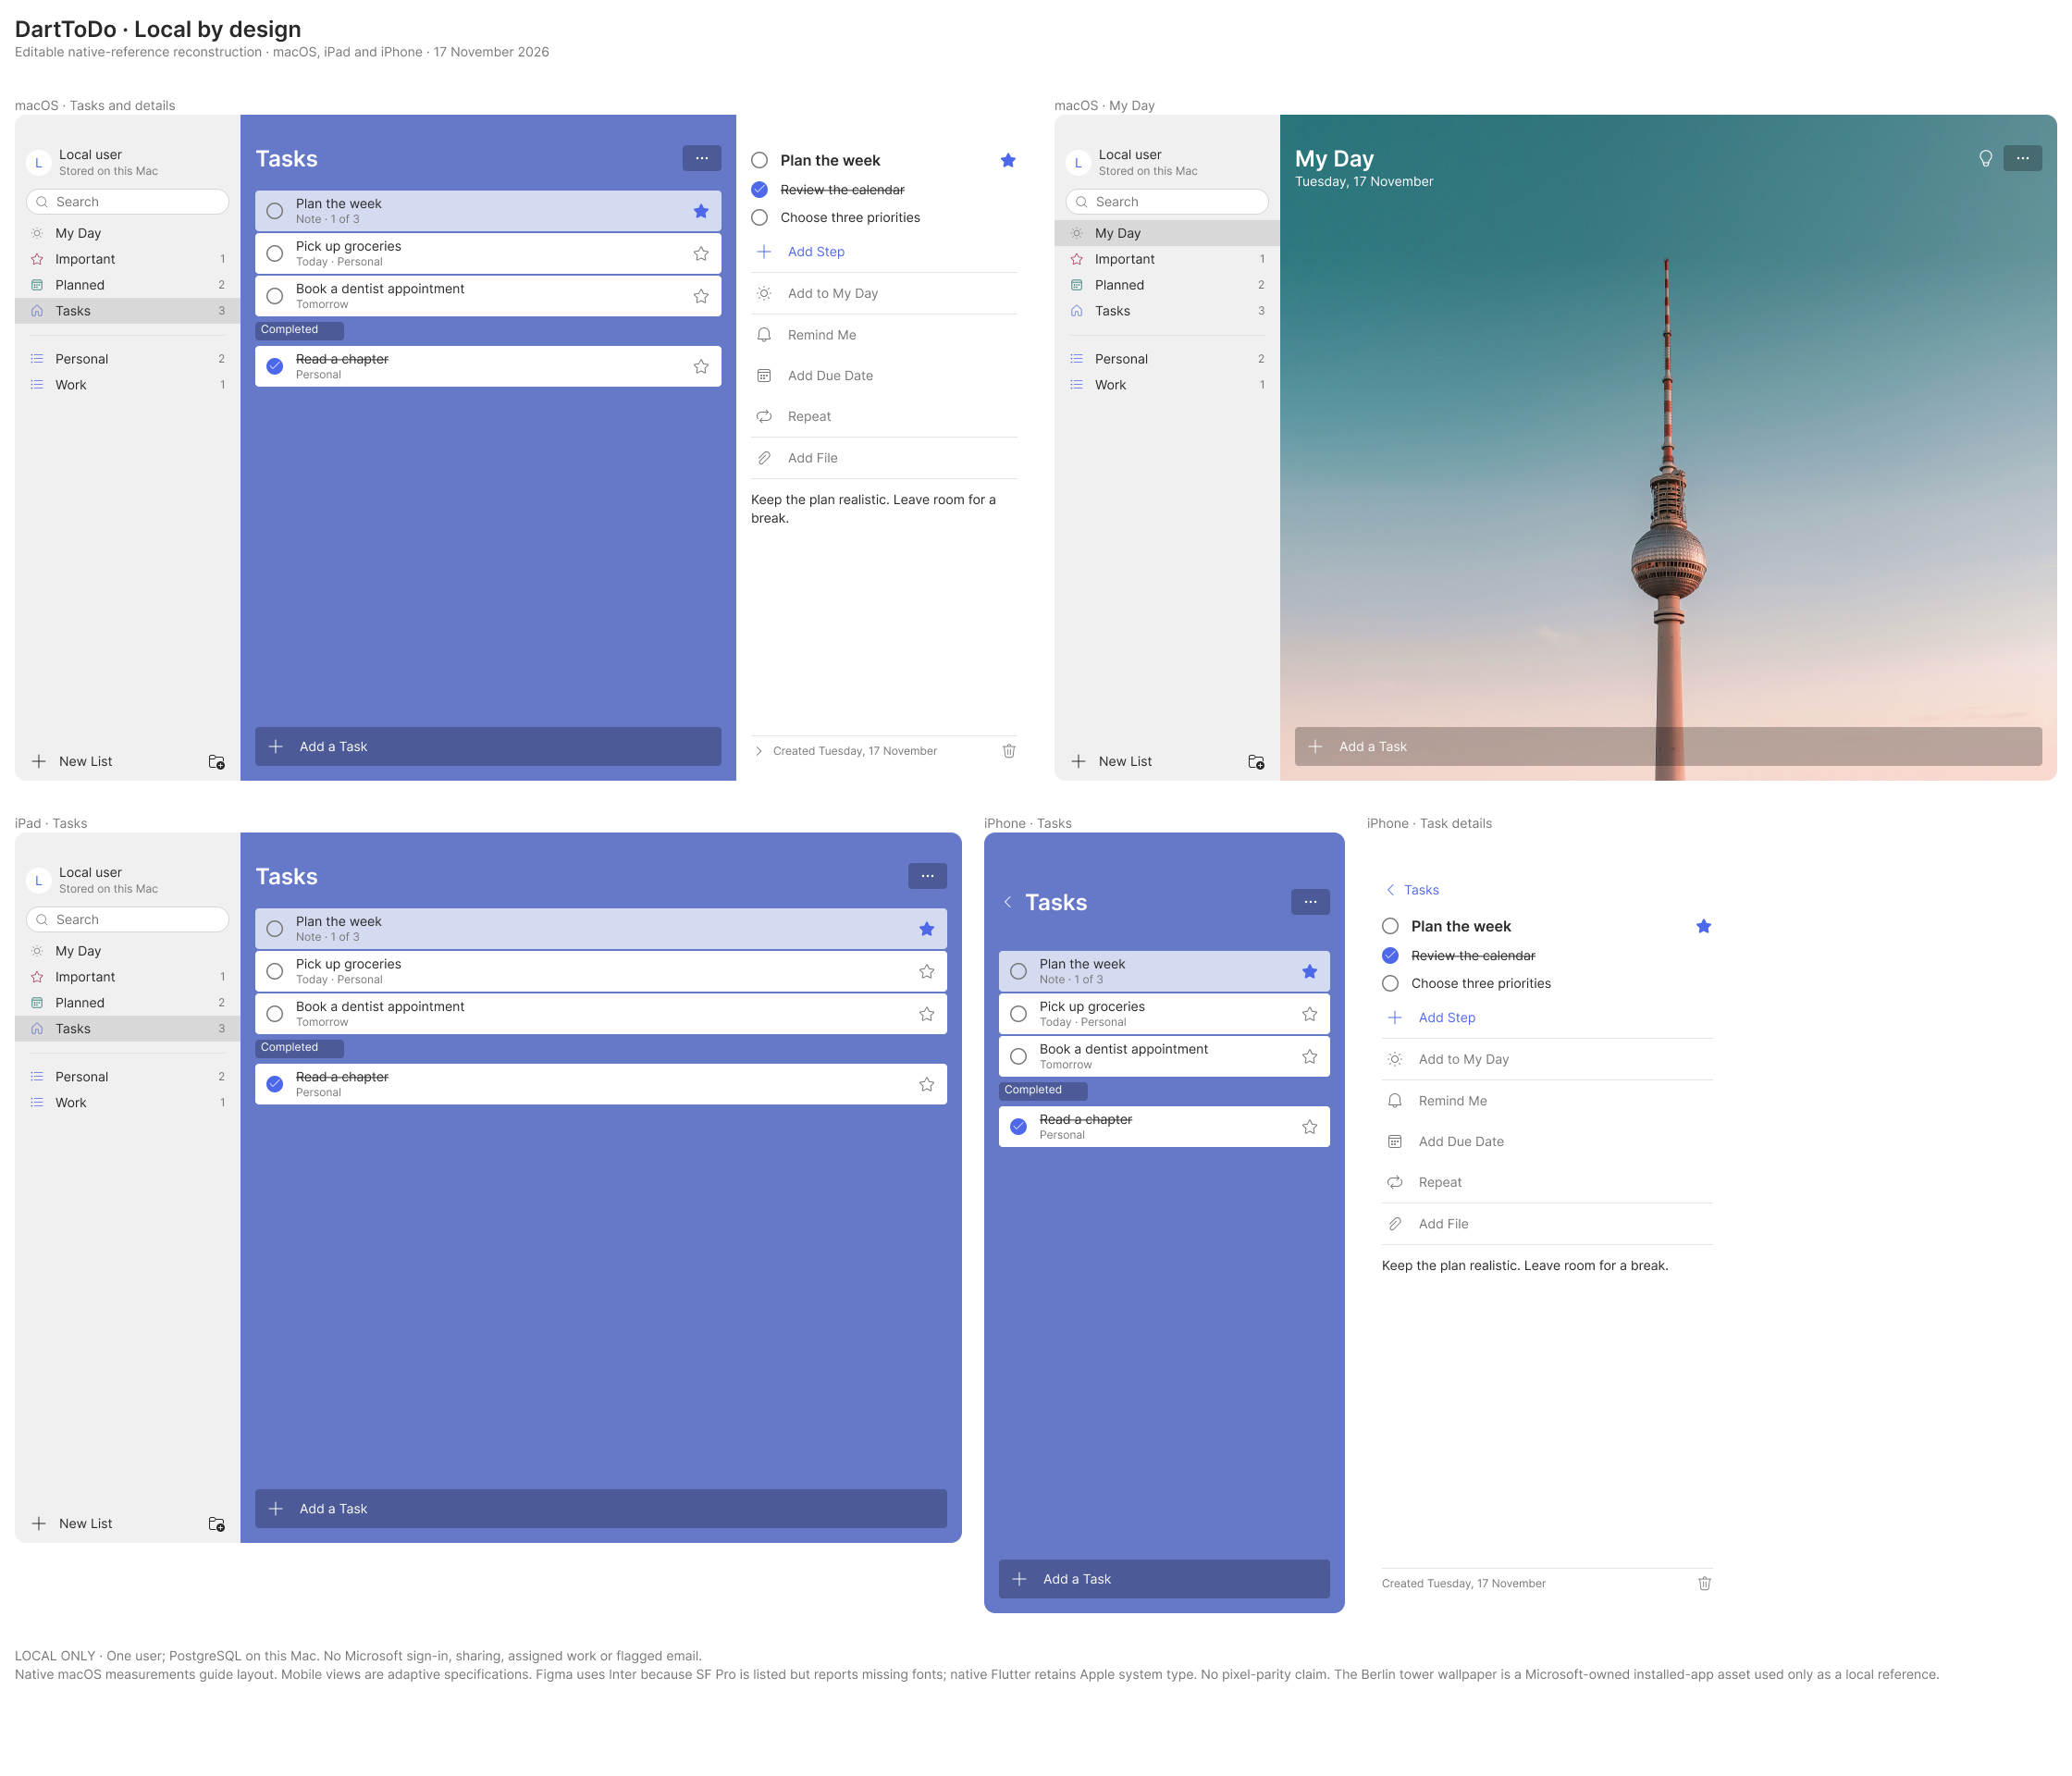 DartToDo · Local by design
Editable native-reference reconstruction · macOS, iPad and iPhone · 17 November 2026
macOS · Tasks and details
L
Local user
Stored on this Mac
Search
My Day
Important 1
Planned 2
Tasks 3
Personal 2
Work 1
New List
Tasks
Plan the week
Note · 1 of 3
Pick up groceries
Today · Personal
Book a dentist appointment
Tomorrow
Completed
Read a chapter
Personal
Add a Task
Plan the week
Review the calendar
Choose three priorities
Add Step
Add to My Day
Remind Me
Add Due Date
Repeat
Add File
Keep the plan realistic. Leave room for a
break.
Created Tuesday, 17 November
macOS · My Day
L
Local user
Stored on this Mac
Search
My Day
Important 1
Planned 2
Tasks 3
Personal 2
Work 1
New List
My Day
Tuesday, 17 November
Add a Task
iPad · Tasks
L
Local user
Stored on this Mac
Search
My Day
Important 1
Planned 2
Tasks 3
Personal 2
Work 1
New List
Tasks
Plan the week
Note · 1 of 3
Pick up groceries
Today · Personal
Book a dentist appointment
Tomorrow
Completed
Read a chapter
Personal
Add a Task
iPhone · Tasks
Tasks
Plan the week
Note · 1 of 3
Pick up groceries
Today · Personal
Book a dentist appointment
Tomorrow
Completed
Read a chapter
Personal
Add a Task
iPhone · Task details
Tasks
Plan the week
Review the calendar
Choose three priorities
Add Step
Add to My Day
Remind Me
Add Due Date
Repeat
Add File
Keep the plan realistic. Leave room for a break.
Created Tuesday, 17 November
LOCAL ONLY · One user; PostgreSQL on this Mac. No Microsoft sign-in, sharing, assigned work or flagged email.
Native macOS measurements guide layout. Mobile views are adaptive specifications. Figma uses Inter because SF Pro is listed but reports missing fonts; native Flutter retains Apple system type. No pixel-parity claim. The Berlin tower wallpaper is a Microsoft-owned installed-app asset used only as a local reference.